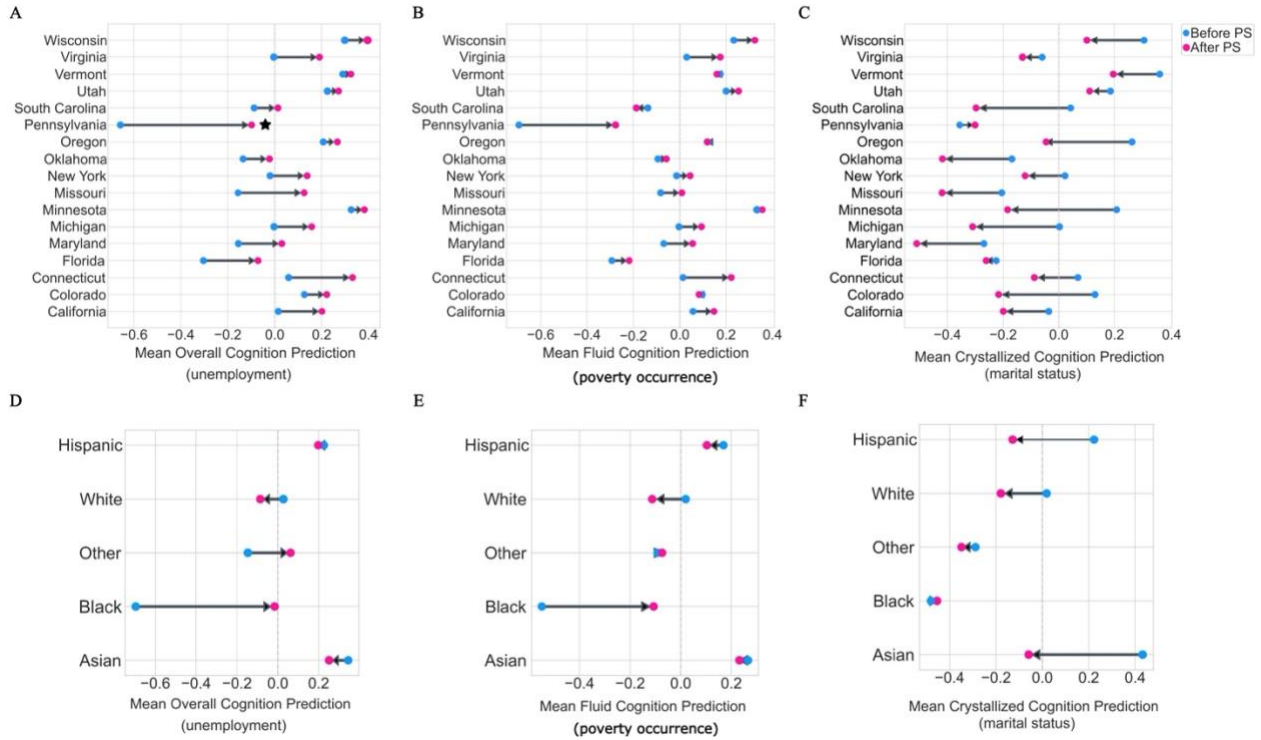 A
B
C
Before PS
After PS
Wisconsin
Virginia
Vermont
Utah
South Carolina
Pennsylvania
Oregon
Oklahoma
New York
Missouri
Minnesota
Michigan
Maryland
Florida
Connecticut
Colorado
California
−0.6 −0.4 −0.2 0.0 0.2 0.4
Mean Overall Cognition Prediction
(unemployment)
Wisconsin
Virginia
Vermont
Utah
South Carolina
Pennsylvania
Oregon
Oklahoma
New York
Missouri
Minnesota
Michigan
Maryland
Florida
Connecticut
Colorado
California
−0.6 −0.4 −0.2 0.0 0.2 0.4
Mean Fluid Cognition Prediction
(poverty occurrence)
Wisconsin
Virginia
Vermont
Utah
South Carolina
Pennsylvania
Oregon
Oklahoma
New York
Missouri
Minnesota
Michigan
Maryland
Florida
Connecticut
Colorado
California
−0.4 −0.2 0.0 0.2 0.4
Mean Crystallized Cognition Prediction
(marital status)
D
E
F
Hispanic
White
Other
Black
Asian
−0.6 −0.4 −0.2 0.0 0.2
Mean Overall Cognition Prediction
(unemployment)
Hispanic
White
Other
Black
Asian
−0.6 −0.4 −0.2 0.0 0.2
Mean Fluid Cognition Prediction
(poverty occurrence)
Hispanic
White
Other
Black
Asian
−0.4 −0.2 0.0 0.2 0.4
Mean Crystallized Cognition Prediction
(marital status)